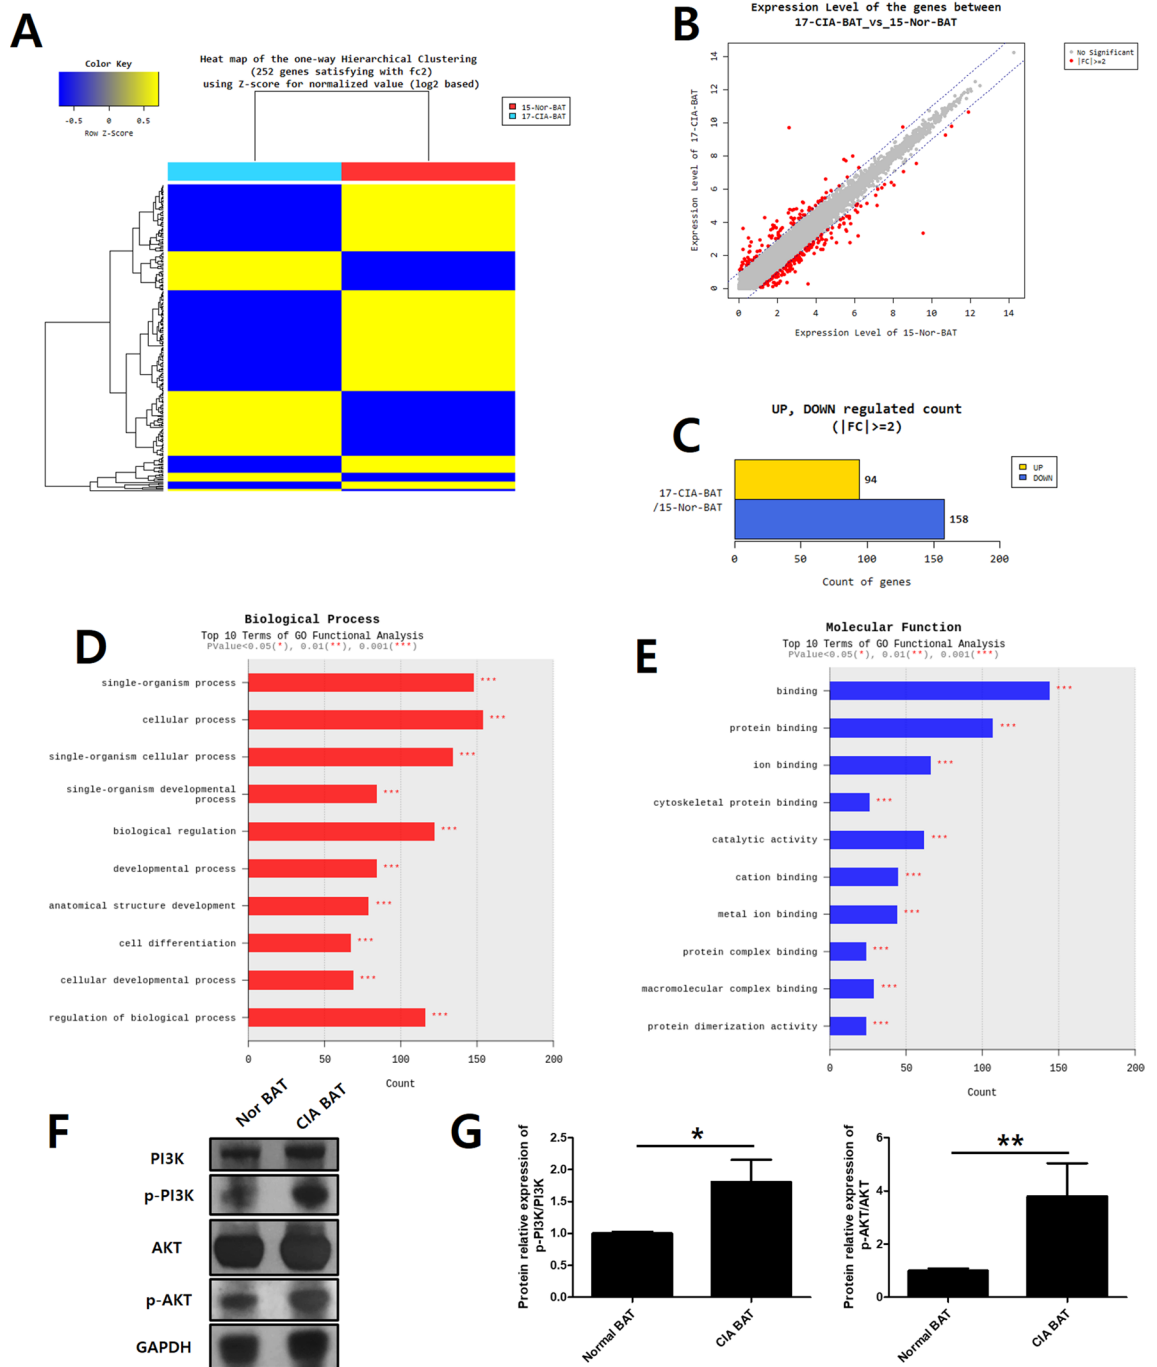 A
Heat map of the one-way Hierarchical Clustering
(252 genes satisfying with fc2)
using Z-score for normalized value (log2 based)
Color Key
-0.5 0 0.5
Row Z-Score
15-Nor-BAT
17-CIA-BAT
B
Expression Level of the genes between
17-CIA-BAT_vs_15-Nor-BAT
No Significant
|FC|>=2
Expression Level of 17-CIA-BAT
14
12
10
8
6
4
2
0
0 2 4 6 8 10 12 14
Expression Level of 15-Nor-BAT
C
UP, DOWN regulated count
(|FC|>=2)
17-CIA-BAT
/15-Nor-BAT
94
158
UP
DOWN
0 50 100 150 200
Count of genes
D
Biological Process
Top 10 Terms of GO Functional Analysis
PValue<0.05(*), 0.01(**), 0.001(***)
single-organism process ***
cellular process ***
single-organism cellular process ***
single-organism developmental
process ***
biological regulation ***
developmental process ***
anatomical structure development ***
cell differentiation ***
cellular developmental process ***
regulation of biological process ***
0 50 100 150 200
Count
E
Molecular Function
Top 10 Terms of GO Functional Analysis
PValue<0.05(*), 0.01(**), 0.001(***)
binding ***
protein binding ***
ion binding ***
cytoskeletal protein binding ***
catalytic activity ***
cation binding ***
metal ion binding ***
protein complex binding ***
macromolecular complex binding ***
protein dimerization activity ***
0 50 100 150 200
Count
F
Nor BAT CIA BAT
PI3K
p-PI3K
AKT
p-AKT
GAPDH
G
Protein relative expression of
p-PI3K/PI3K
2.5
2.0
1.5
1.0
0.5
0.0
*
Normal BAT CIA BAT
Protein relative expression of
p-AKT/AKT
6
4
2
0
**
Normal BAT CIA BAT